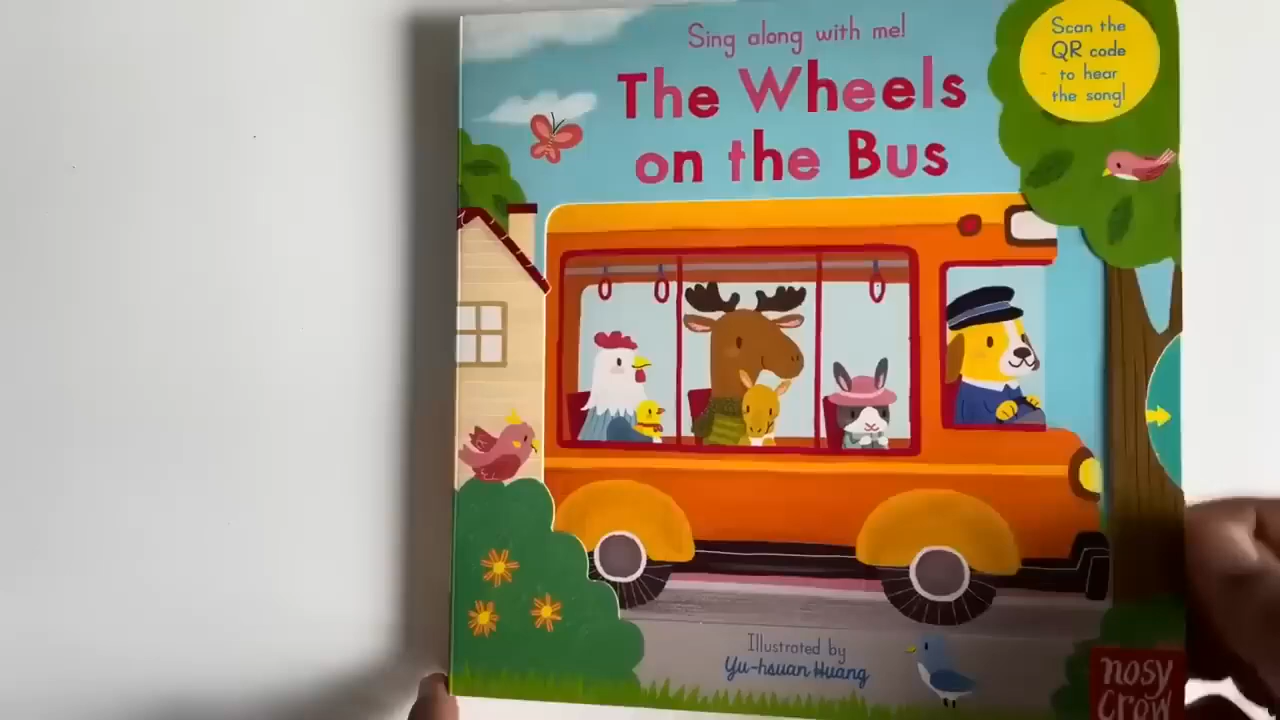 Sing along with me!
The Wheels
on the Bus
Scan the
QR code
to hear
the song!
Illustrated by
Yu-hsuan Huang
nosy
crow